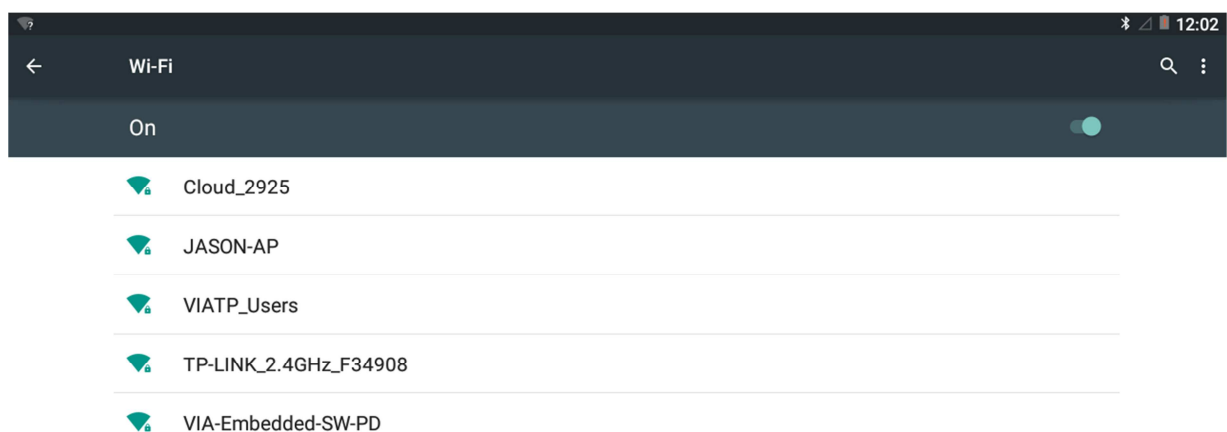 ?
12:02
Wi-Fi
On
Cloud_2925
JASON-AP
VIATP_Users
TP-LINK_2.4GHz_F34908
VIA-Embedded-SW-PD